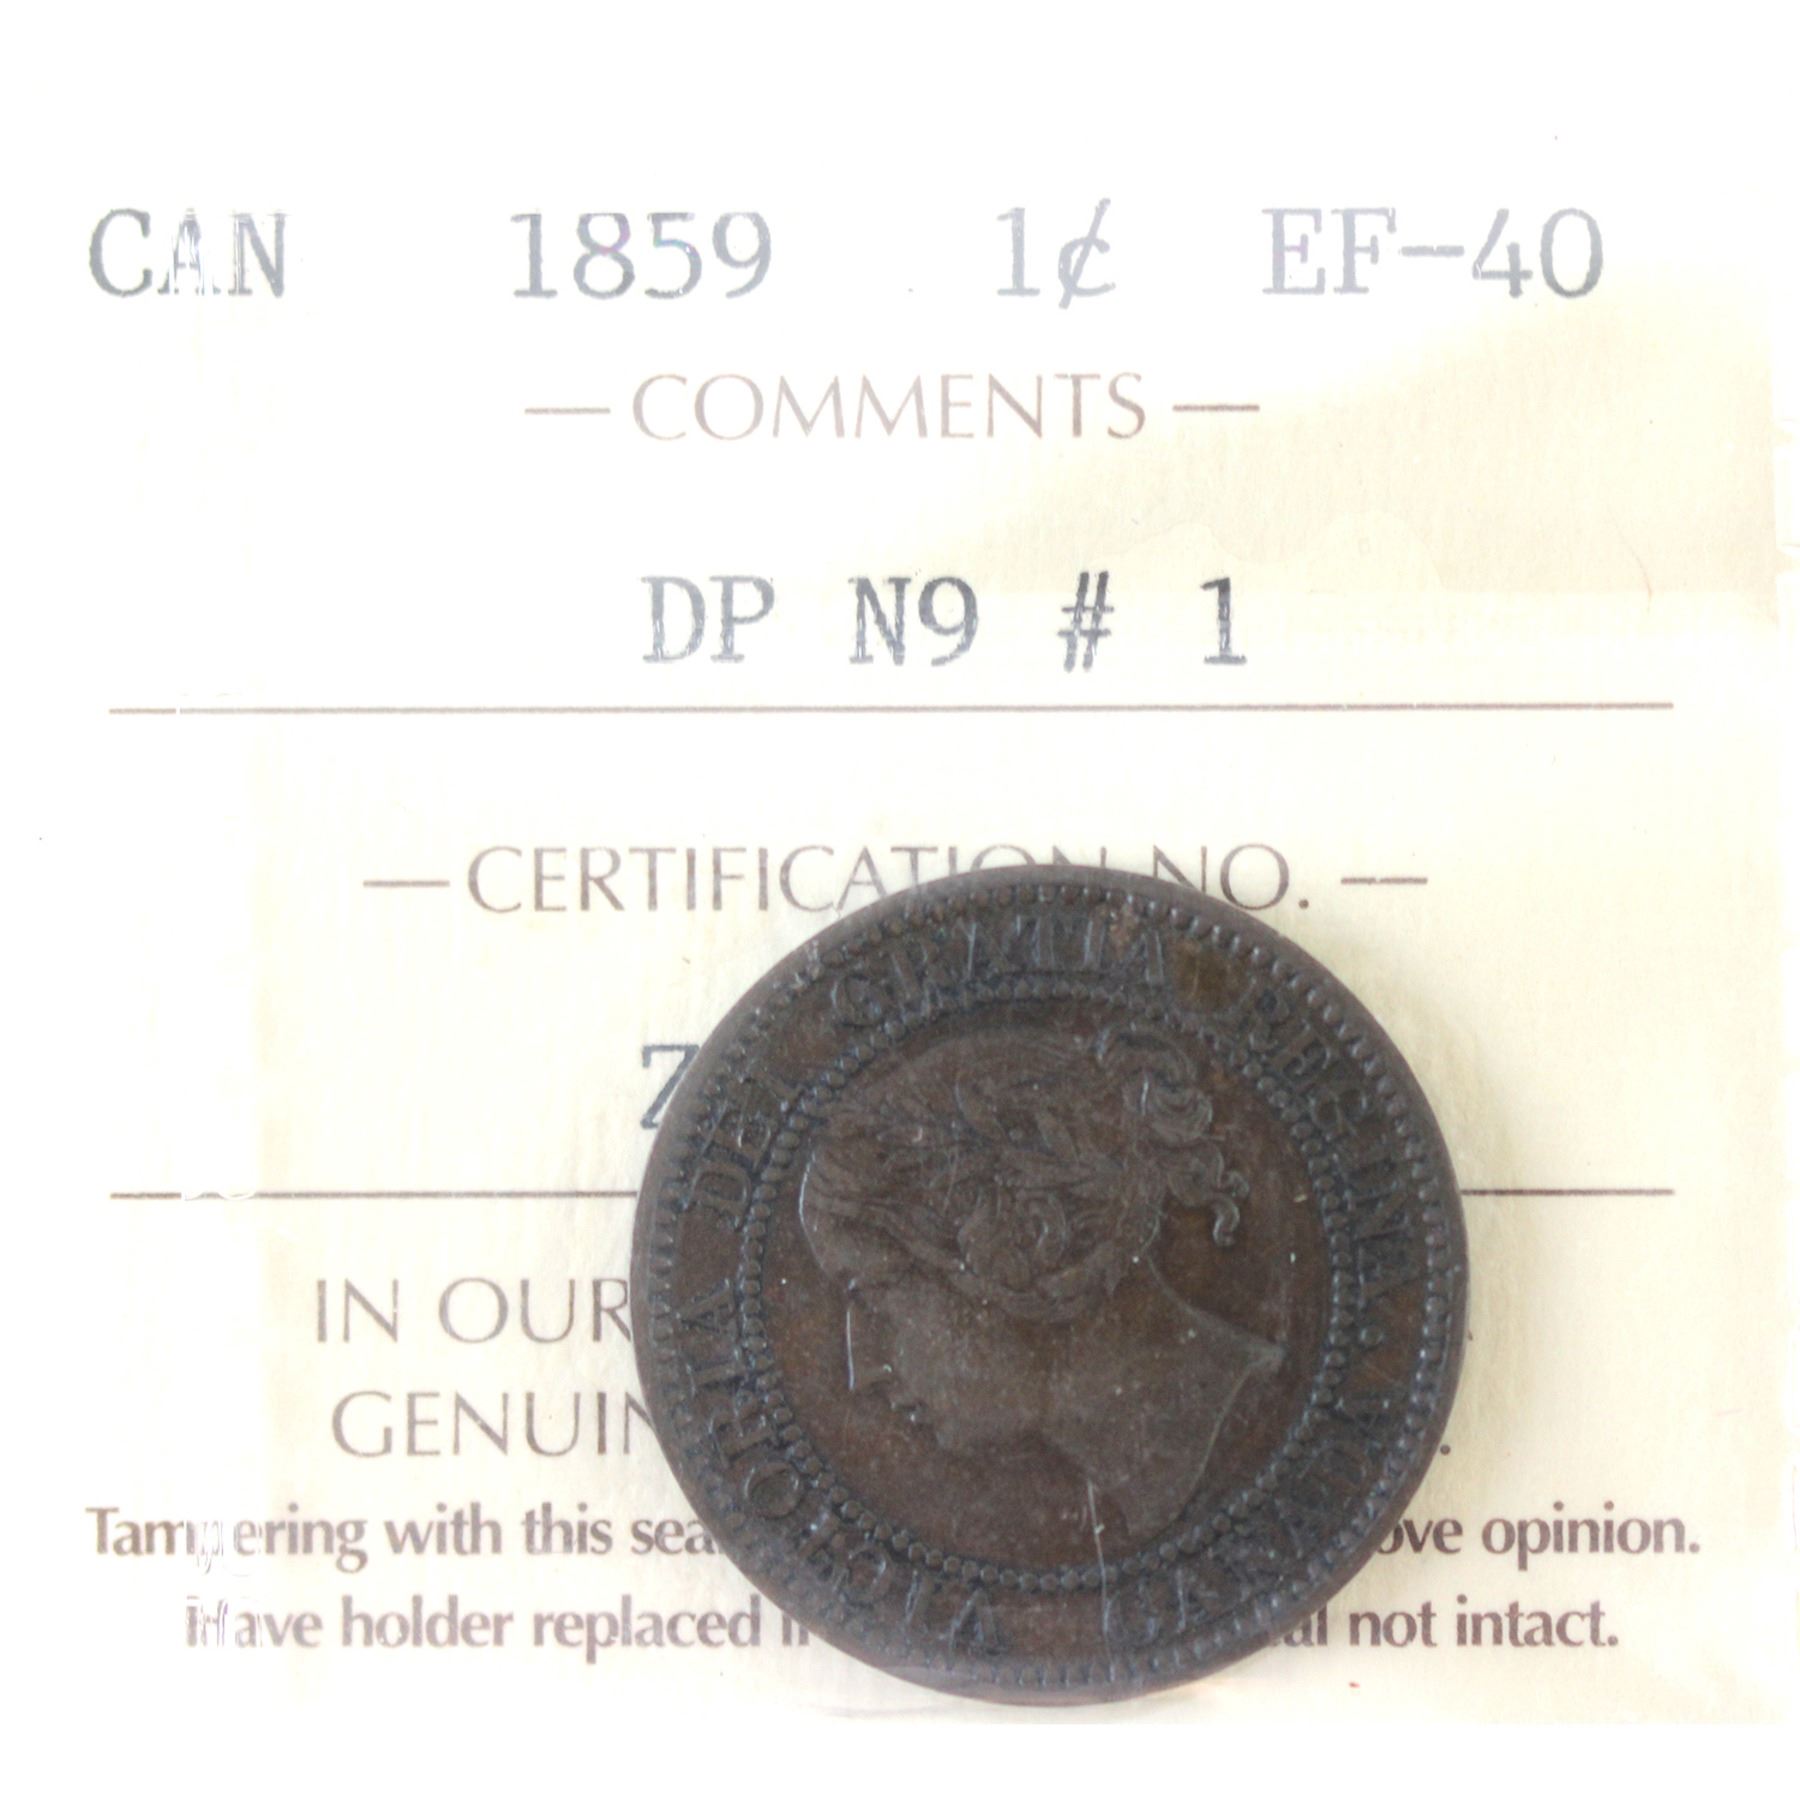 CAN 1859 1¢ EF-40
— COMMENTS —
DP N9 # 1
— CERTIFICATION NO. —
IN OUR
GENUIN
Tampering with this sea ove opinion.
Have holder replaced not intact.
VICTORIA DEI GRATIA REGINA. CANADA